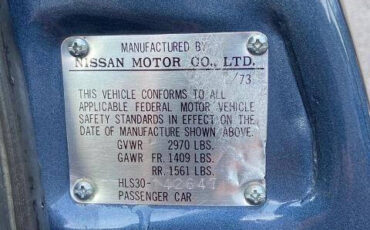 MANUFACTURED BY
NISSAN MOTOR CO., LTD.
/73
THIS VEHICLE CONFORMS TO ALL
APPLICABLE FEDERAL MOTOR VEHICLE
SAFETY STANDARDS IN EFFECT ON THE
DATE OF MANUFACTURE SHOWN ABOVE.
GVWR 2970 LBS.
GAWR FR. 1409 LBS.
RR. 1561 LBS.
HLS30-
PASSENGER CAR